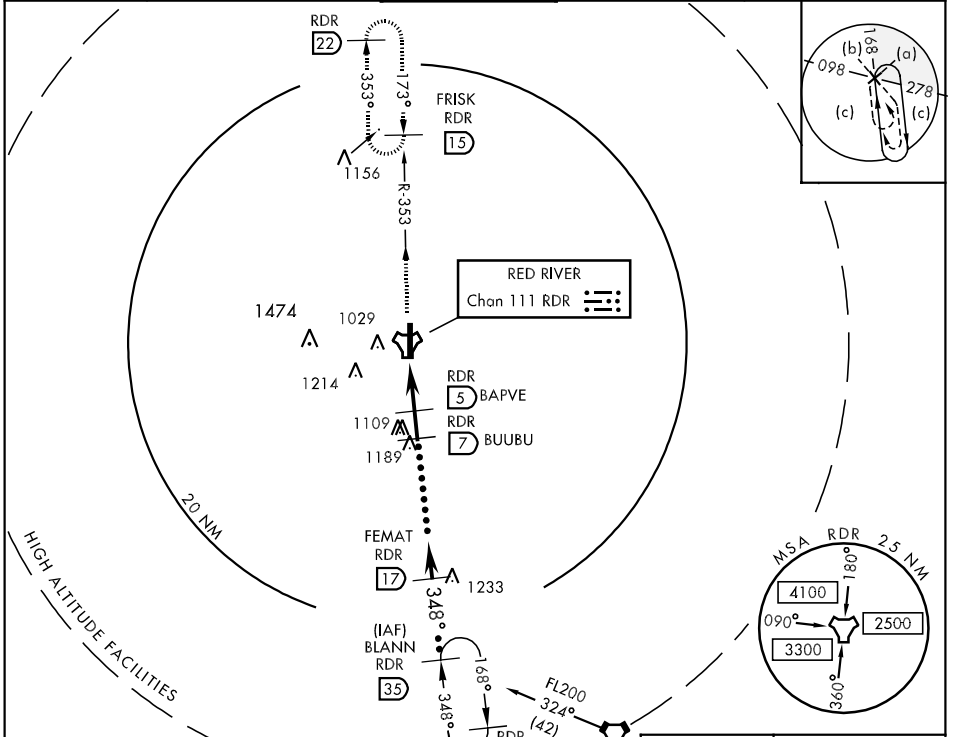 RDR
22
353°
173°
FRISK
RDR
15
1156
R-353
168
(b)
(a)
098
278
(c)
(c)
RED RIVER
Chan 111 RDR
1474
1029
1214
RDR
5
BAPVE
RDR
7
BUUBU
1109
1189
20 NM
HIGH ALTITUDE FACILITIES
FEMAT
RDR
17
1233
348°
(IAF)
BLANN
RDR
35
168°
348°
RDR
FL200
324°
(42)
MSA RDR 25 NM
180°
4100
090°
2500
3300
360°